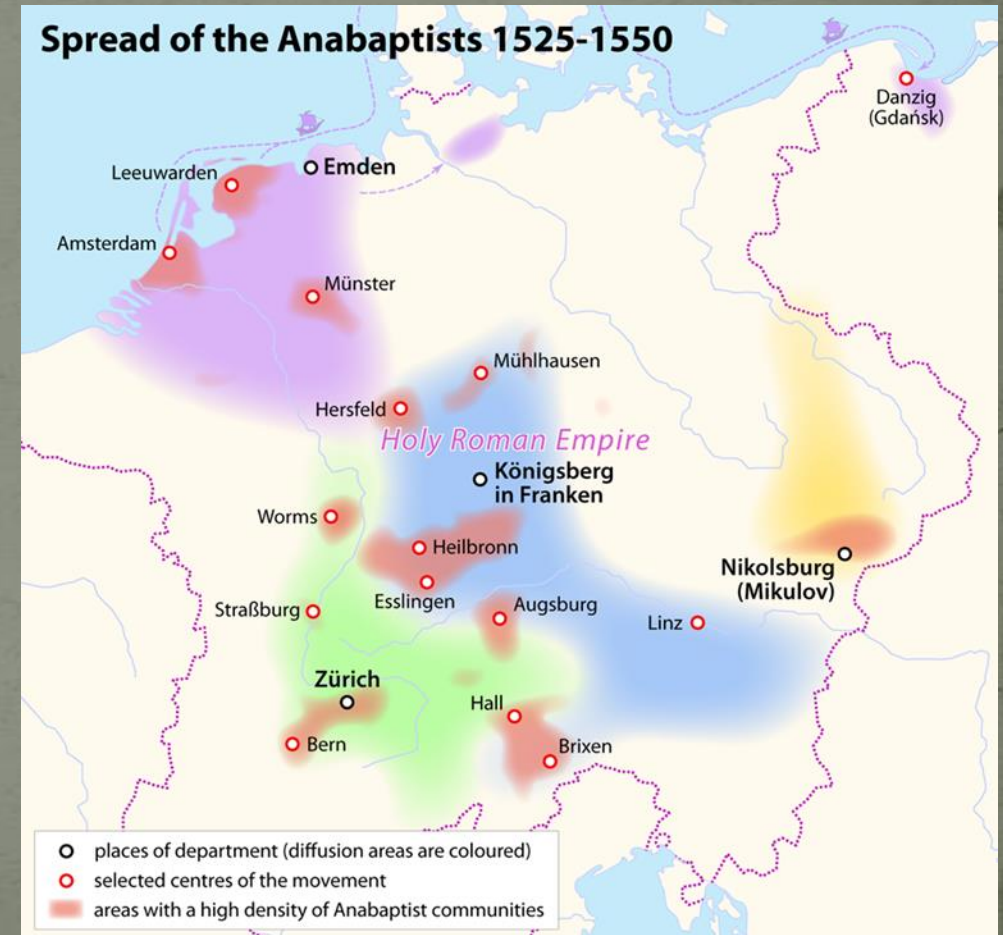 Spread of the Anabaptists 1525-1550
Danzig
(Gdańsk)
Leeuwarden
Emden
Amsterdam
Münster
Mühlhausen
Hersfeld
Holy Roman Empire
Königsberg
in Franken
Worms
Heilbronn
Nikolsburg
(Mikulov)
Esslingen
Straßburg
Augsburg
Linz
Zürich
Hall
Bern
Brixen
places of department (diffusion areas are coloured)
selected centres of the movement
areas with a high density of Anabaptist communities